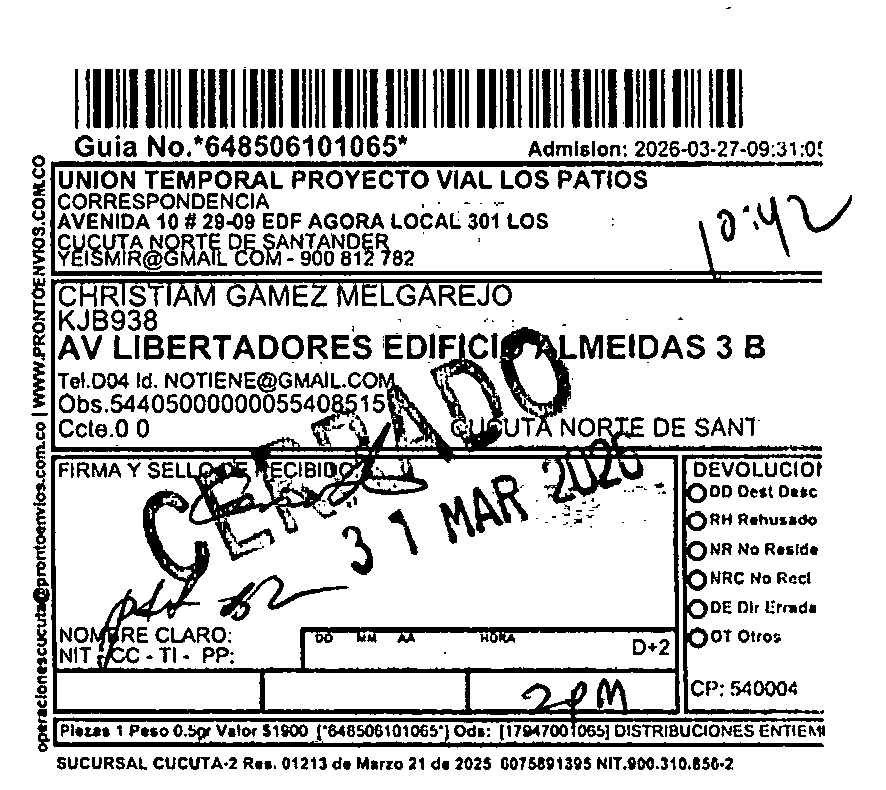 Guia No.*648506101065*
Admision: 2026-03-27-09:31:05
UNION TEMPORAL PROYECTO VIAL LOS PATIOS
CORRESPONDENCIA
AVENIDA 10 # 29-09 EDF AGORA LOCAL 301 LOS
CUCUTA NORTE DE SANTANDER
YEISMIR@GMAIL COM - 900 812 782
10:42
CHRISTIAM GAMEZ MELGAREJO
KJB938
AV LIBERTADORES EDIFICIO ALMEIDAS 3 B
Tel.D04 Id. NOTIENE@GMAIL.COM
Obs.54405000000055408515
Ccte.0 0
CUCUTA NORTE DE SANT
CERRADO
31 MAR 2026
FIRMA Y SELLO DE RECIBIDO
NOMBRE CLARO:
NIT - CC - TI - PP:
DD MM AA HORA
D+2
2PM
DEVOLUCION
DD Dest Desc
RH Rehusado
NR No Reside
NRC No Recl
DE Dir Errada
OT Otros
CP: 540004
Piezas 1 Peso 0.5gr Valor $1900 [*648506101065*] Ods: [17947001065] DISTRIBUCIONES ENTIEM
SUCURSAL CUCUTA-2 Res. 01213 de Marzo 21 de 2025 0075891395 NIT.900.310.856-2
operacionescucuta@prontoenvios.com.co | WWW.PRONTOENVIOS.COM.CO